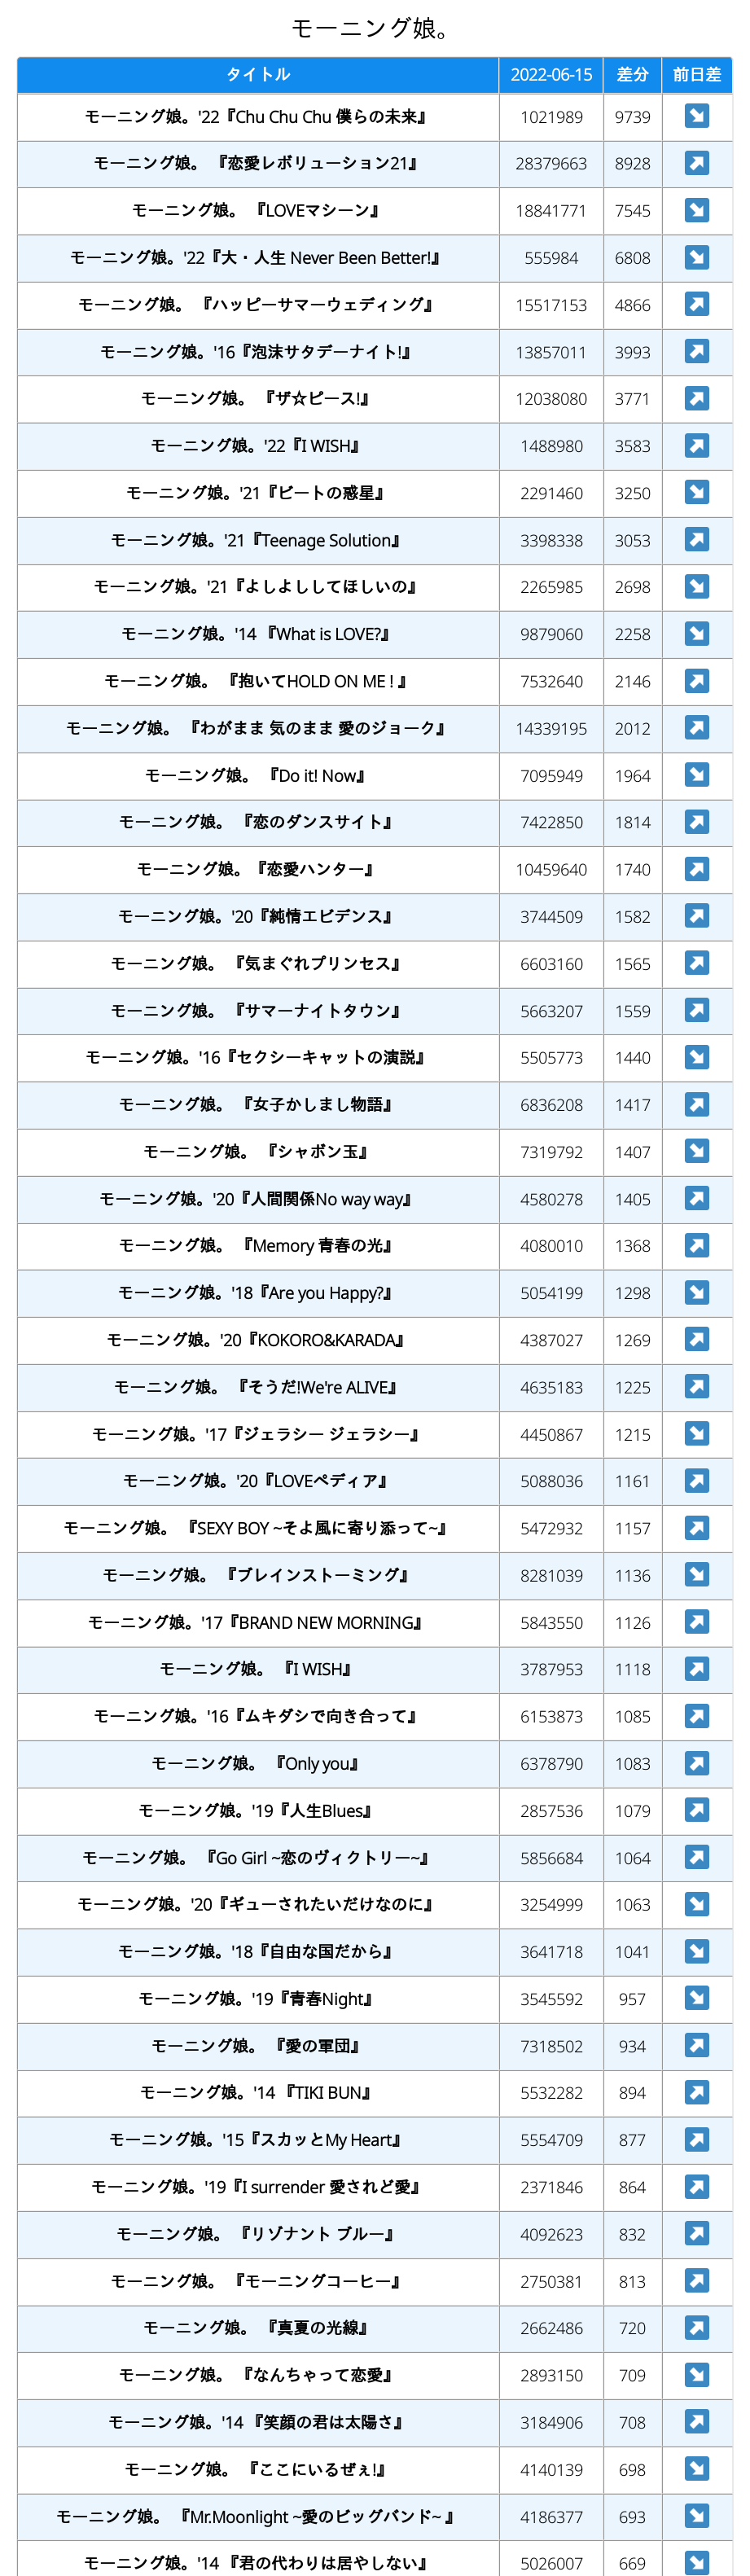 モーニング娘。
タイトル 2022-06-15 差分 前日差
モーニング娘。'22『Chu Chu Chu 僕らの未来』 1021989 9739
モーニング娘。 『恋愛レボリューション21』 28379663 8928
モーニング娘。 『LOVEマシーン』 18841771 7545
モーニング娘。'22『大・人生 Never Been Better!』 555984 6808
モーニング娘。 『ハッピーサマーウェディング』 15517153 4866
モーニング娘。'16『泡沫サタデーナイト!』 13857011 3993
モーニング娘。 『ザ☆ピース!』 12038080 3771
モーニング娘。'22『I WISH』 1488980 3583
モーニング娘。'21『ビートの惑星』 2291460 3250
モーニング娘。'21『Teenage Solution』 3398338 3053
モーニング娘。'21『よしよししてほしいの』 2265985 2698
モーニング娘。'14 『What is LOVE?』 9879060 2258
モーニング娘。 『抱いてHOLD ON ME ! 』 7532640 2146
モーニング娘。 『わがまま 気のまま 愛のジョーク』 14339195 2012
モーニング娘。 『Do it! Now』 7095949 1964
モーニング娘。 『恋のダンスサイト』 7422850 1814
モーニング娘。『恋愛ハンター』 10459640 1740
モーニング娘。'20『純情エビデンス』 3744509 1582
モーニング娘。 『気まぐれプリンセス』 6603160 1565
モーニング娘。 『サマーナイトタウン』 5663207 1559
モーニング娘。'16『セクシーキャットの演説』 5505773 1440
モーニング娘。 『女子かしまし物語』 6836208 1417
モーニング娘。 『シャボン玉』 7319792 1407
モーニング娘。'20『人間関係No way way』 4580278 1405
モーニング娘。 『Memory 青春の光』 4080010 1368
モーニング娘。'18『Are you Happy?』 5054199 1298
モーニング娘。'20『KOKORO&KARADA』 4387027 1269
モーニング娘。 『そうだ!We're ALIVE』 4635183 1225
モーニング娘。'17『ジェラシー ジェラシー』 4450867 1215
モーニング娘。'20『LOVEペディア』 5088036 1161
モーニング娘。 『SEXY BOY ~そよ風に寄り添って~』 5472932 1157
モーニング娘。 『ブレインストーミング』 8281039 1136
モーニング娘。'17『BRAND NEW MORNING』 5843550 1126
モーニング娘。 『I WISH』 3787953 1118
モーニング娘。'16『ムキダシで向き合って』 6153873 1085
モーニング娘。 『Only you』 6378790 1083
モーニング娘。'19『人生Blues』 2857536 1079
モーニング娘。 『Go Girl ~恋のヴィクトリー~』 5856684 1064
モーニング娘。'20『ギューされたいだけなのに』 3254999 1063
モーニング娘。'18『自由な国だから』 3641718 1041
モーニング娘。'19『青春Night』 3545592 957
モーニング娘。 『愛の軍団』 7318502 934
モーニング娘。'14 『TIKI BUN』 5532282 894
モーニング娘。'15『スカッとMy Heart』 5554709 877
モーニング娘。'19『I surrender 愛されど愛』 2371846 864
モーニング娘。 『リゾナント ブルー』 4092623 832
モーニング娘。 『モーニングコーヒー』 2750381 813
モーニング娘。 『真夏の光線』 2662486 720
モーニング娘。 『なんちゃって恋愛』 2893150 709
モーニング娘。'14 『笑顔の君は太陽さ』 3184906 708
モーニング娘。 『ここにいるぜぇ!』 4140139 698
モーニング娘。 『Mr.Moonlight ~愛のビッグバンド~ 』 4186377 693
モーニング娘。'14 『君の代わりは居やしない』 5026007 669